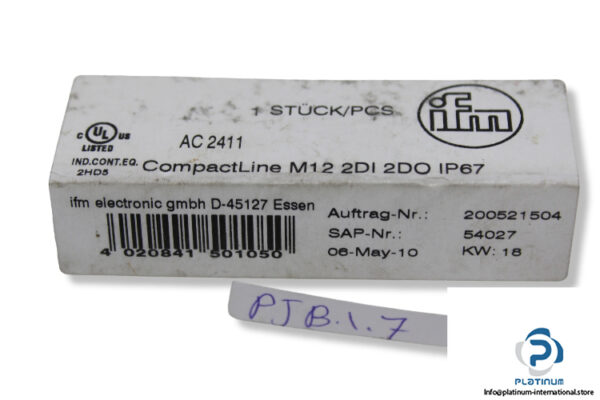 1 STÜCK/PCS
ifm
C UL US
LISTED
AC 2411
IND.CONT.EQ.
2HD5
CompactLine M12 2DI 2DO IP67
ifm electronic gmbh D-45127 Essen
4 020841 501050
Auftrag-Nr.: 200521504
SAP-Nr.: 54027
06-May-10 KW: 18
PJB.1.7
PLATINUM
Info@platinum-international.store